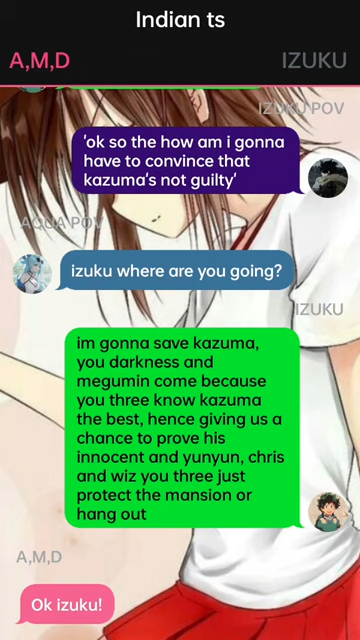 Indian ts
A,M,D
IZUKU
IZUKU POV
'ok so the how am i gonna
have to convince that
kazuma's not guilty'
AQUA POV
izuku where are you going?
IZUKU
im gonna save kazuma,
you darkness and
megumin come because
you three know kazuma
the best, hence giving us a
chance to prove his
innocent and yunyun, chris
and wiz you three just
protect the mansion or
hang out
A,M,D
Ok izuku!